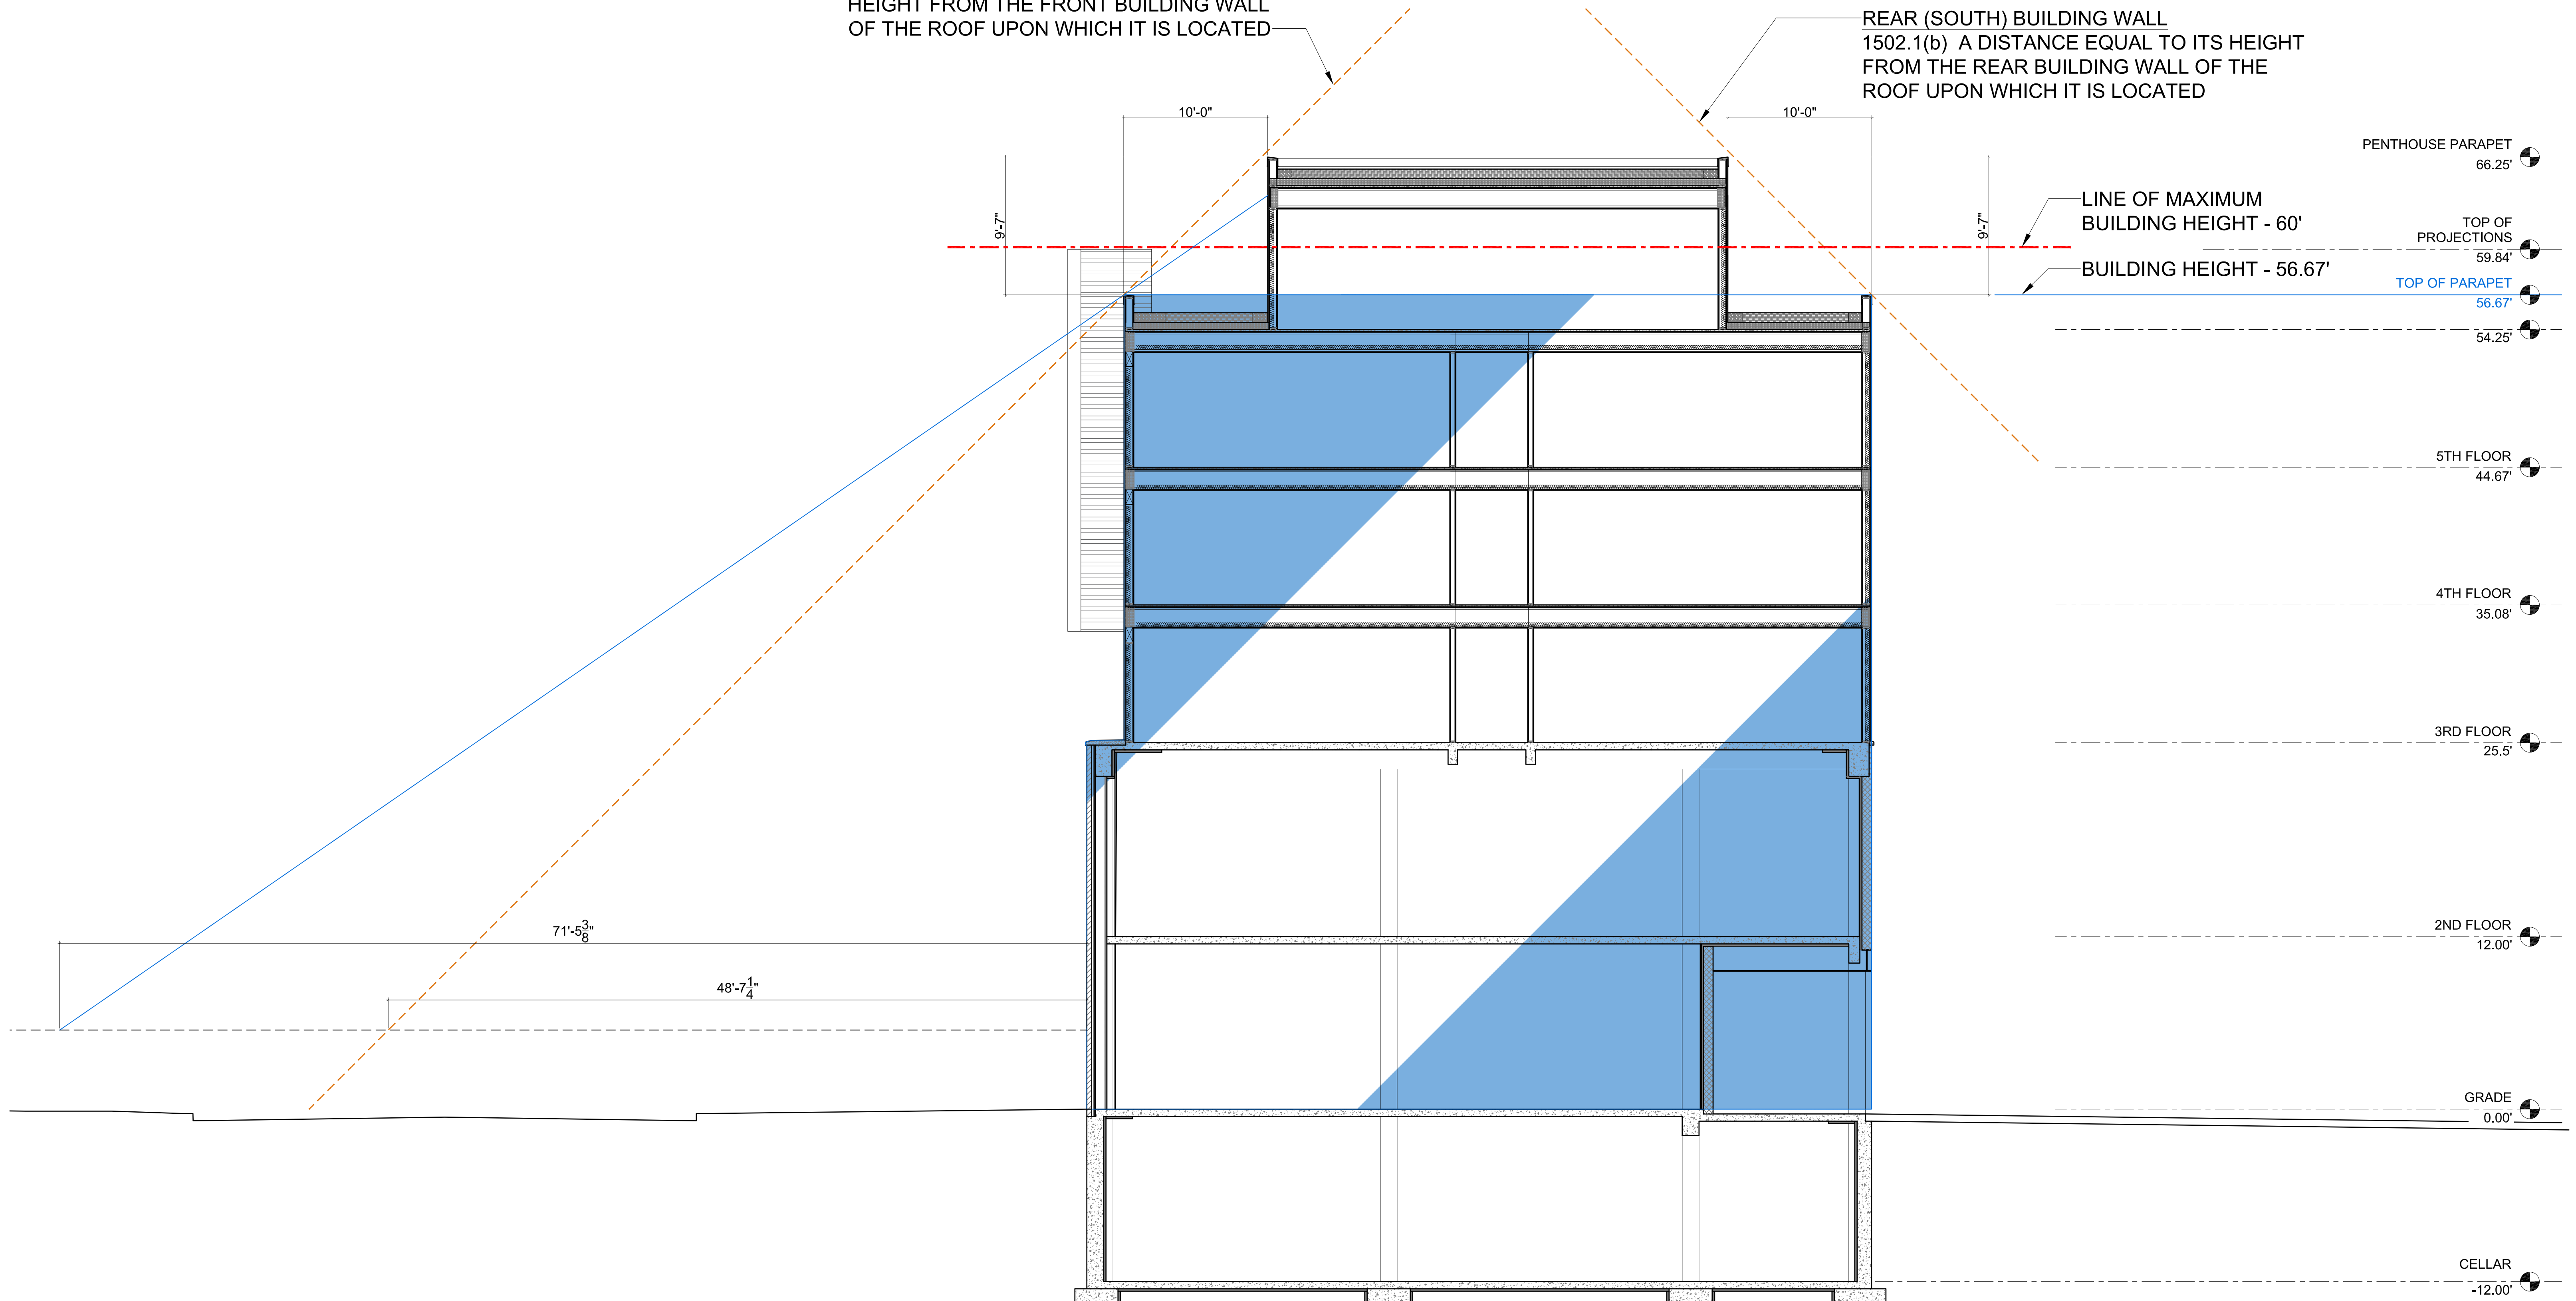 HEIGHT FROM THE FRONT BUILDING WALL
OF THE ROOF UPON WHICH IT IS LOCATED
REAR (SOUTH) BUILDING WALL
1502.1(b) A DISTANCE EQUAL TO ITS HEIGHT
FROM THE REAR BUILDING WALL OF THE
ROOF UPON WHICH IT IS LOCATED
10'-0"
10'-0"
9'-7"
9'-7"
PENTHOUSE PARAPET
66.25'
LINE OF MAXIMUM
BUILDING HEIGHT - 60'
TOP OF
PROJECTIONS
59.84'
BUILDING HEIGHT - 56.67'
TOP OF PARAPET
56.67'
54.25'
5TH FLOOR
44.67'
4TH FLOOR
35.08'
3RD FLOOR
25.5'
71'-5 3/8"
2ND FLOOR
12.00'
48'-7 1/4"
GRADE
0.00'
CELLAR
-12.00'